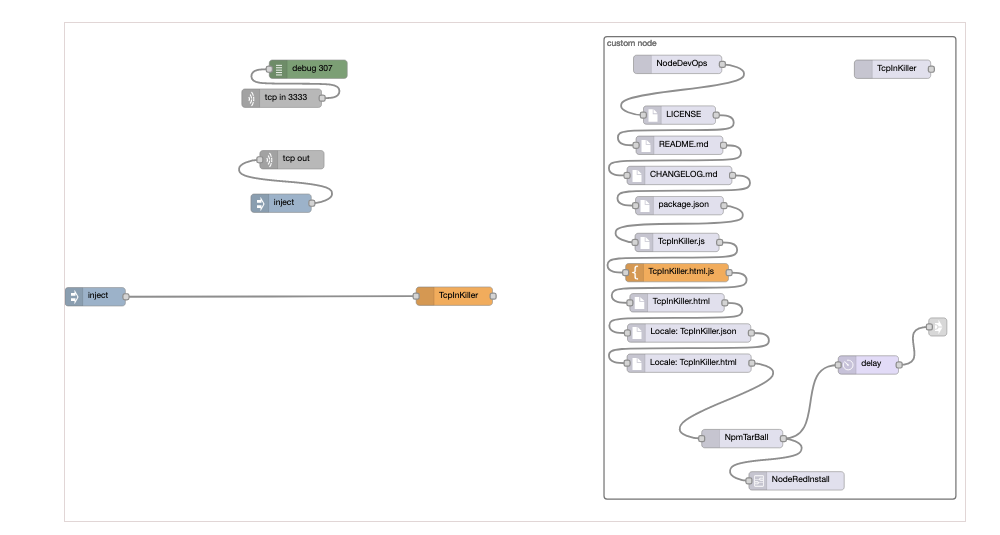 custom node
debug 307
NodeDevOps
TcpInKiller
tcp in 3333
LICENSE
README.md
tcp out
CHANGELOG.md
inject
package.json
TcpInKiller.js
TcpInKiller.html.js
inject
TcpInKiller
TcpInKiller.html
Locale: TcpInKiller.json
Locale: TcpInKiller.html
delay
NpmTarBall
NodeRedInstall